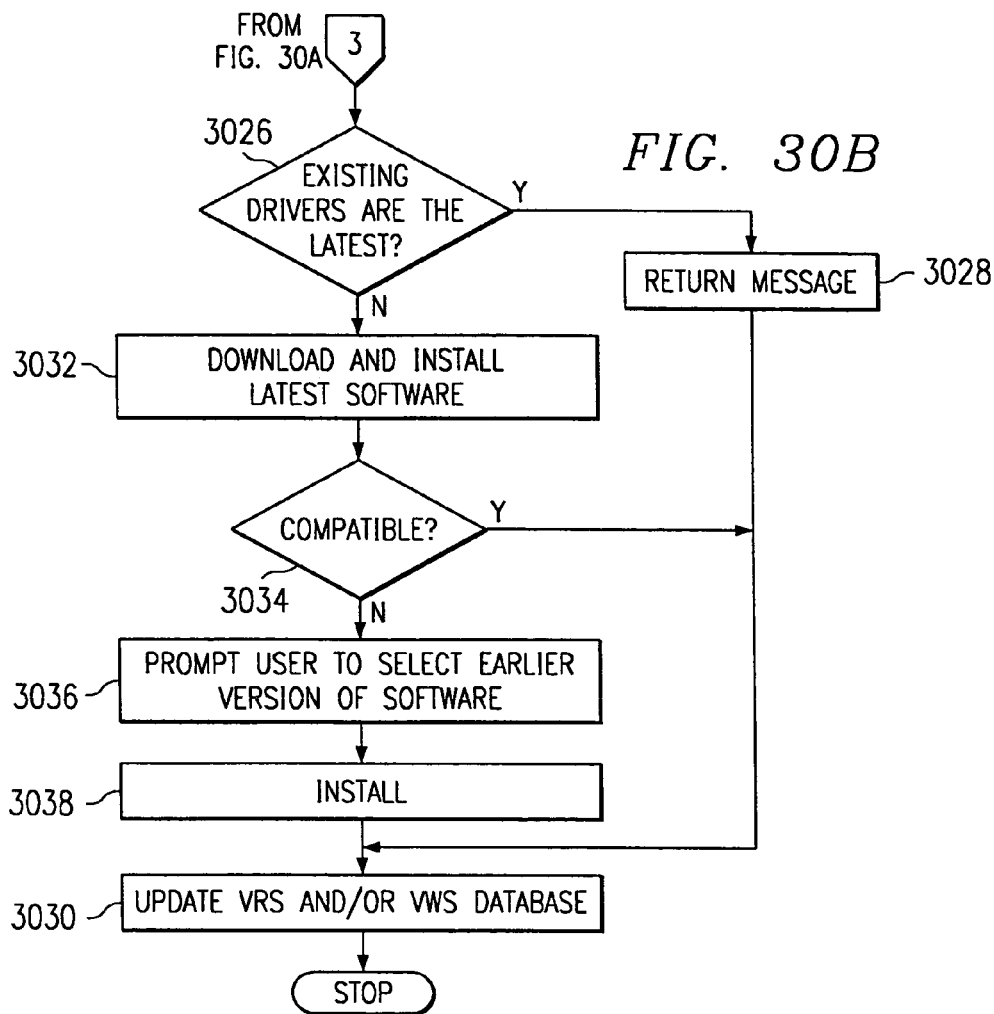 FROM
FIG. 30A
3
3026
FIG. 30B
EXISTING
DRIVERS ARE THE
LATEST?
Y
RETURN MESSAGE
3028
N
3032
DOWNLOAD AND INSTALL
LATEST SOFTWARE
COMPATIBLE?
Y
3034
N
3036
PROMPT USER TO SELECT EARLIER
VERSION OF SOFTWARE
3038
INSTALL
3030
UPDATE VRS AND/OR VWS DATABASE
STOP